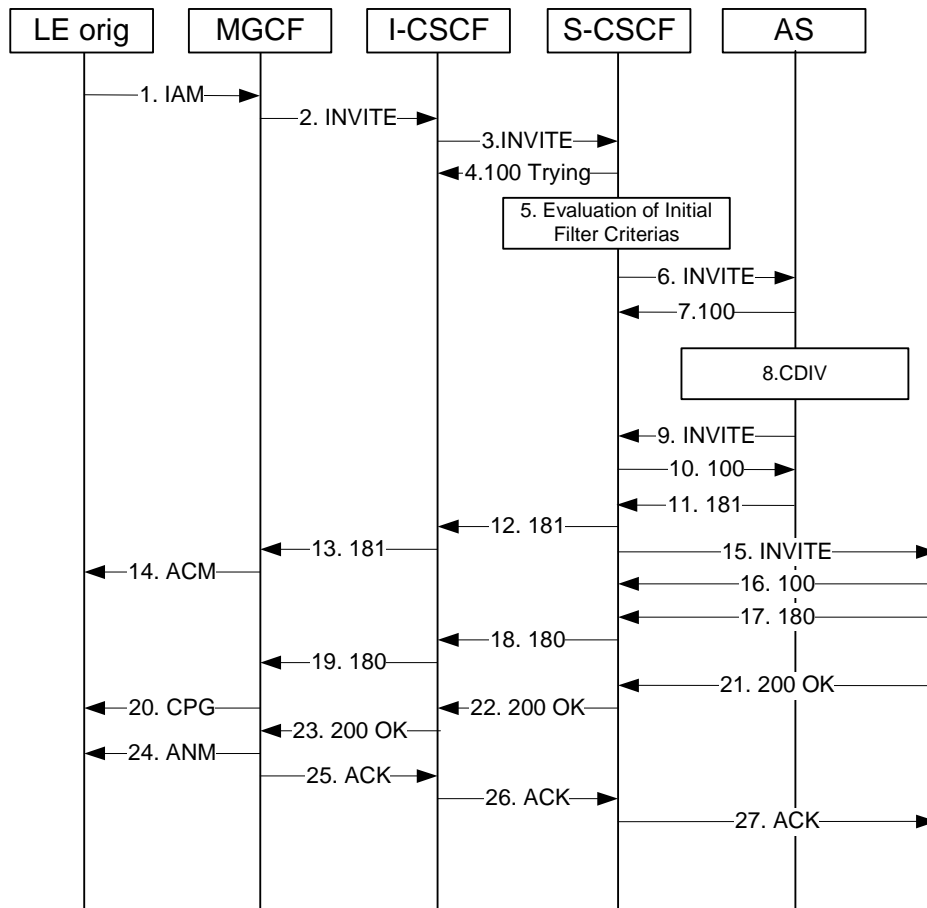 LE orig
MGCF
I-CSCF
S-CSCF
AS
1. IAM
2. INVITE
3.INVITE
4.100 Trying
5. Evaluation of Initial
Filter Criterias
6. INVITE
7.100
8.CDIV
9. INVITE
10. 100
11. 181
12. 181
13. 181
14. ACM
15. INVITE
16. 100
17. 180
18. 180
19. 180
20. CPG
21. 200 OK
22. 200 OK
23. 200 OK
24. ANM
25. ACK
26. ACK
27. ACK